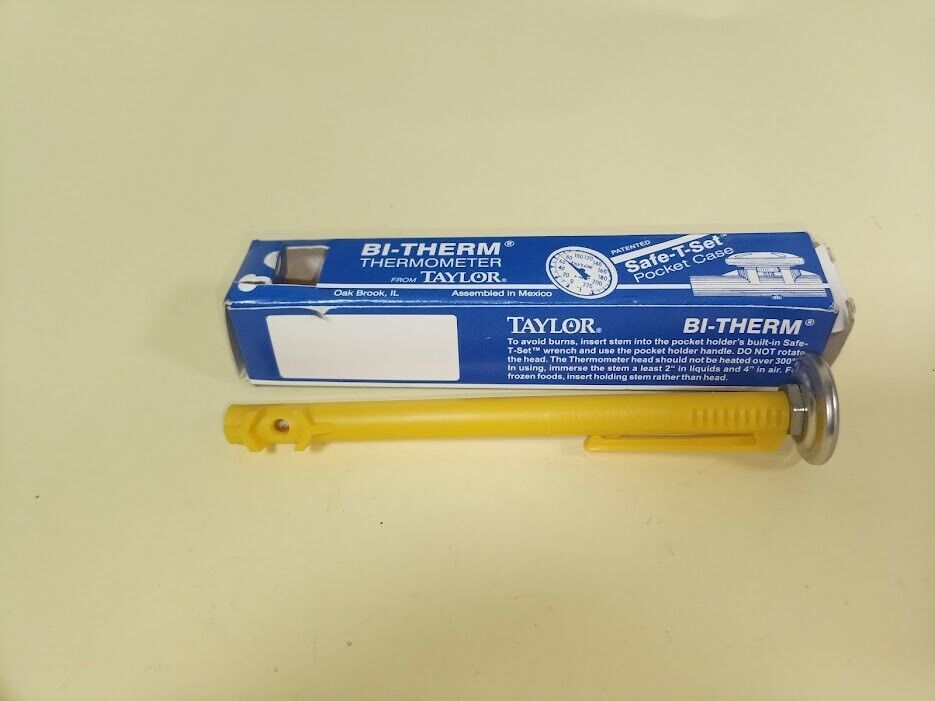 BI-THERM®
THERMOMETER
FROM TAYLOR®
Oak Brook, IL Assembled in Mexico
PATENTED
Safe-T-Set™
Pocket Case
TAYLOR® BI-THERM®
To avoid burns, insert stem into the pocket holder's built-in Safe-
T-Set™ wrench and use the pocket holder handle. DO NOT rotate
the head. The Thermometer head should not be heated over 300°
In using, immerse the stem a least 2" in liquids and 4" in air.
frozen foods, insert holding stem rather than head.